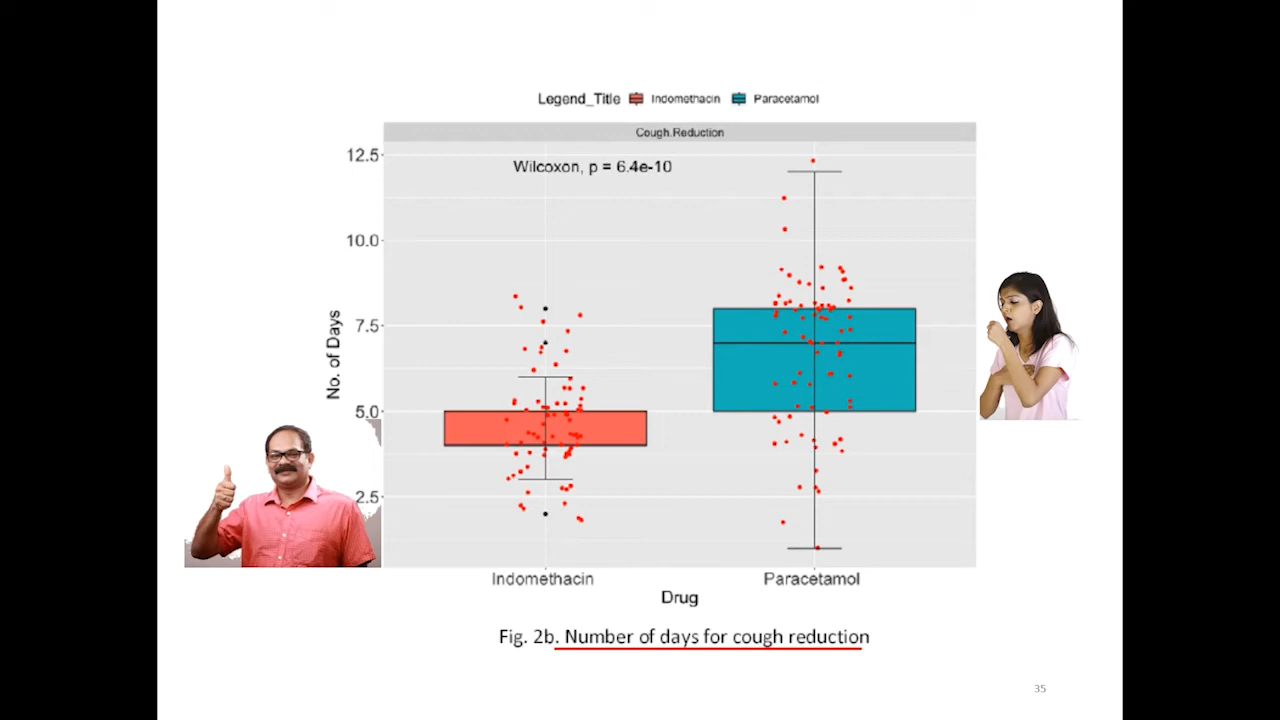 Legend_Title Indomethacin Paracetamol
Cough.Reduction
Wilcoxon, p = 6.4e-10
No. of Days
12.5
10.0
7.5
5.0
2.5
Indomethacin Paracetamol
Drug
Fig. 2b. Number of days for cough reduction
35